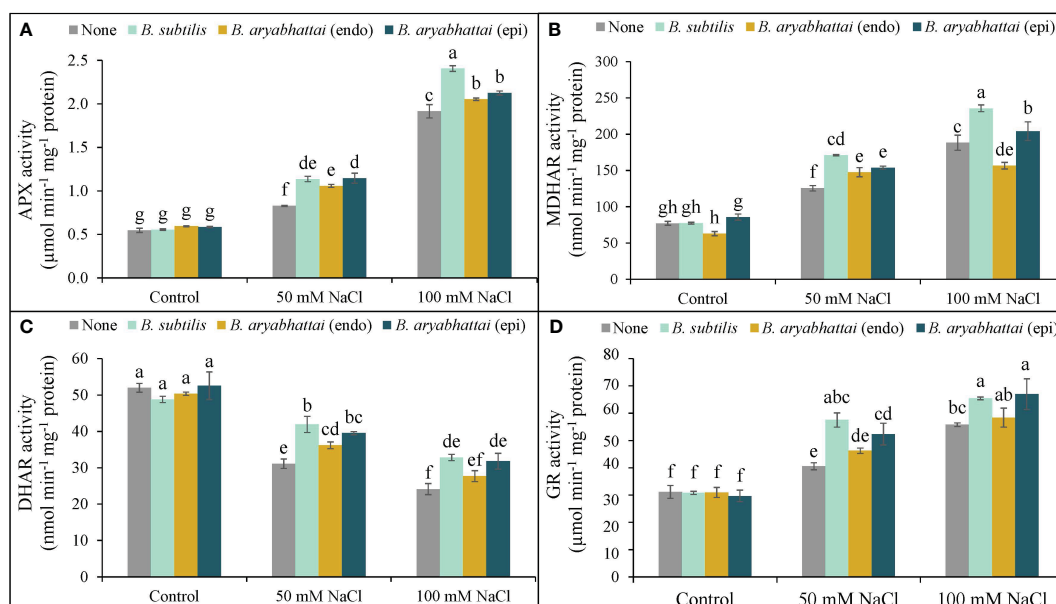 A
None B. subtilis B. aryabhattai (endo) B. aryabhattai (epi)
APX activity
(µmol min⁻¹ mg⁻¹ protein)
2.5
2.0
1.5
1.0
0.5
0.0
g g g g
f de e d
c a b b
Control 50 mM NaCl 100 mM NaCl
B
None B. subtilis B. aryabhattai (endo) B. aryabhattai (epi)
MDHAR activity
(nmol min⁻¹ mg⁻¹ protein)
300
250
200
150
100
50
0
gh gh h g
f cd e e
c a de b
Control 50 mM NaCl 100 mM NaCl
C
None B. subtilis B. aryabhattai (endo) B. aryabhattai (epi)
DHAR activity
(nmol min⁻¹ mg⁻¹ protein)
60
50
40
30
20
10
0
a a a a
e b cd bc
f de ef de
Control 50 mM NaCl 100 mM NaCl
D
None B. subtilis B. aryabhattai (endo) B. aryabhattai (epi)
GR activity
(µmol min⁻¹ mg⁻¹ protein)
80
70
60
50
40
30
20
10
0
f f f f
e abc de cd
bc a ab a
Control 50 mM NaCl 100 mM NaCl